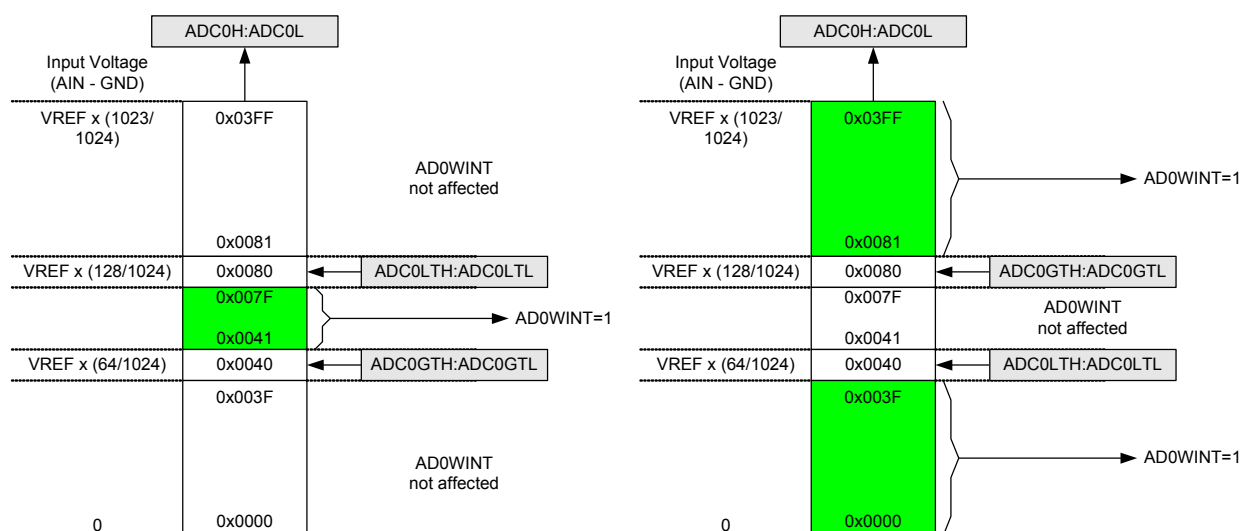 ADC0H:ADC0L
Input Voltage
(AIN - GND)
VREF x (1023/
1024)
0x03FF
AD0WINT
not affected
0x0081
VREF x (128/1024)
0x0080
ADC0LTH:ADC0LTL
0x007F
AD0WINT=1
0x0041
VREF x (64/1024)
0x0040
ADC0GTH:ADC0GTL
0x003F
AD0WINT
not affected
0
0x0000
ADC0H:ADC0L
Input Voltage
(AIN - GND)
VREF x (1023/
1024)
0x03FF
AD0WINT=1
0x0081
VREF x (128/1024)
0x0080
ADC0GTH:ADC0GTL
0x007F
AD0WINT
not affected
0x0041
VREF x (64/1024)
0x0040
ADC0LTH:ADC0LTL
0x003F
AD0WINT=1
0
0x0000